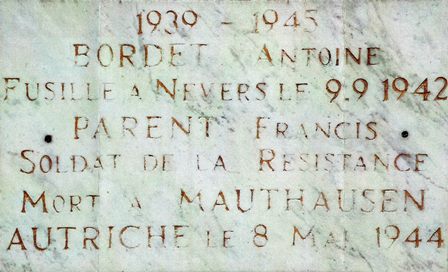 1939 - 1945
BORDET ANTOINE
FUSILLE A NEVERS LE 9.9 1942
PARENT FRANCIS
SOLDAT DE LA RESISTANCE
MORT A MAUTHAUSEN
AUTRICHE LE 8 MAI 1944